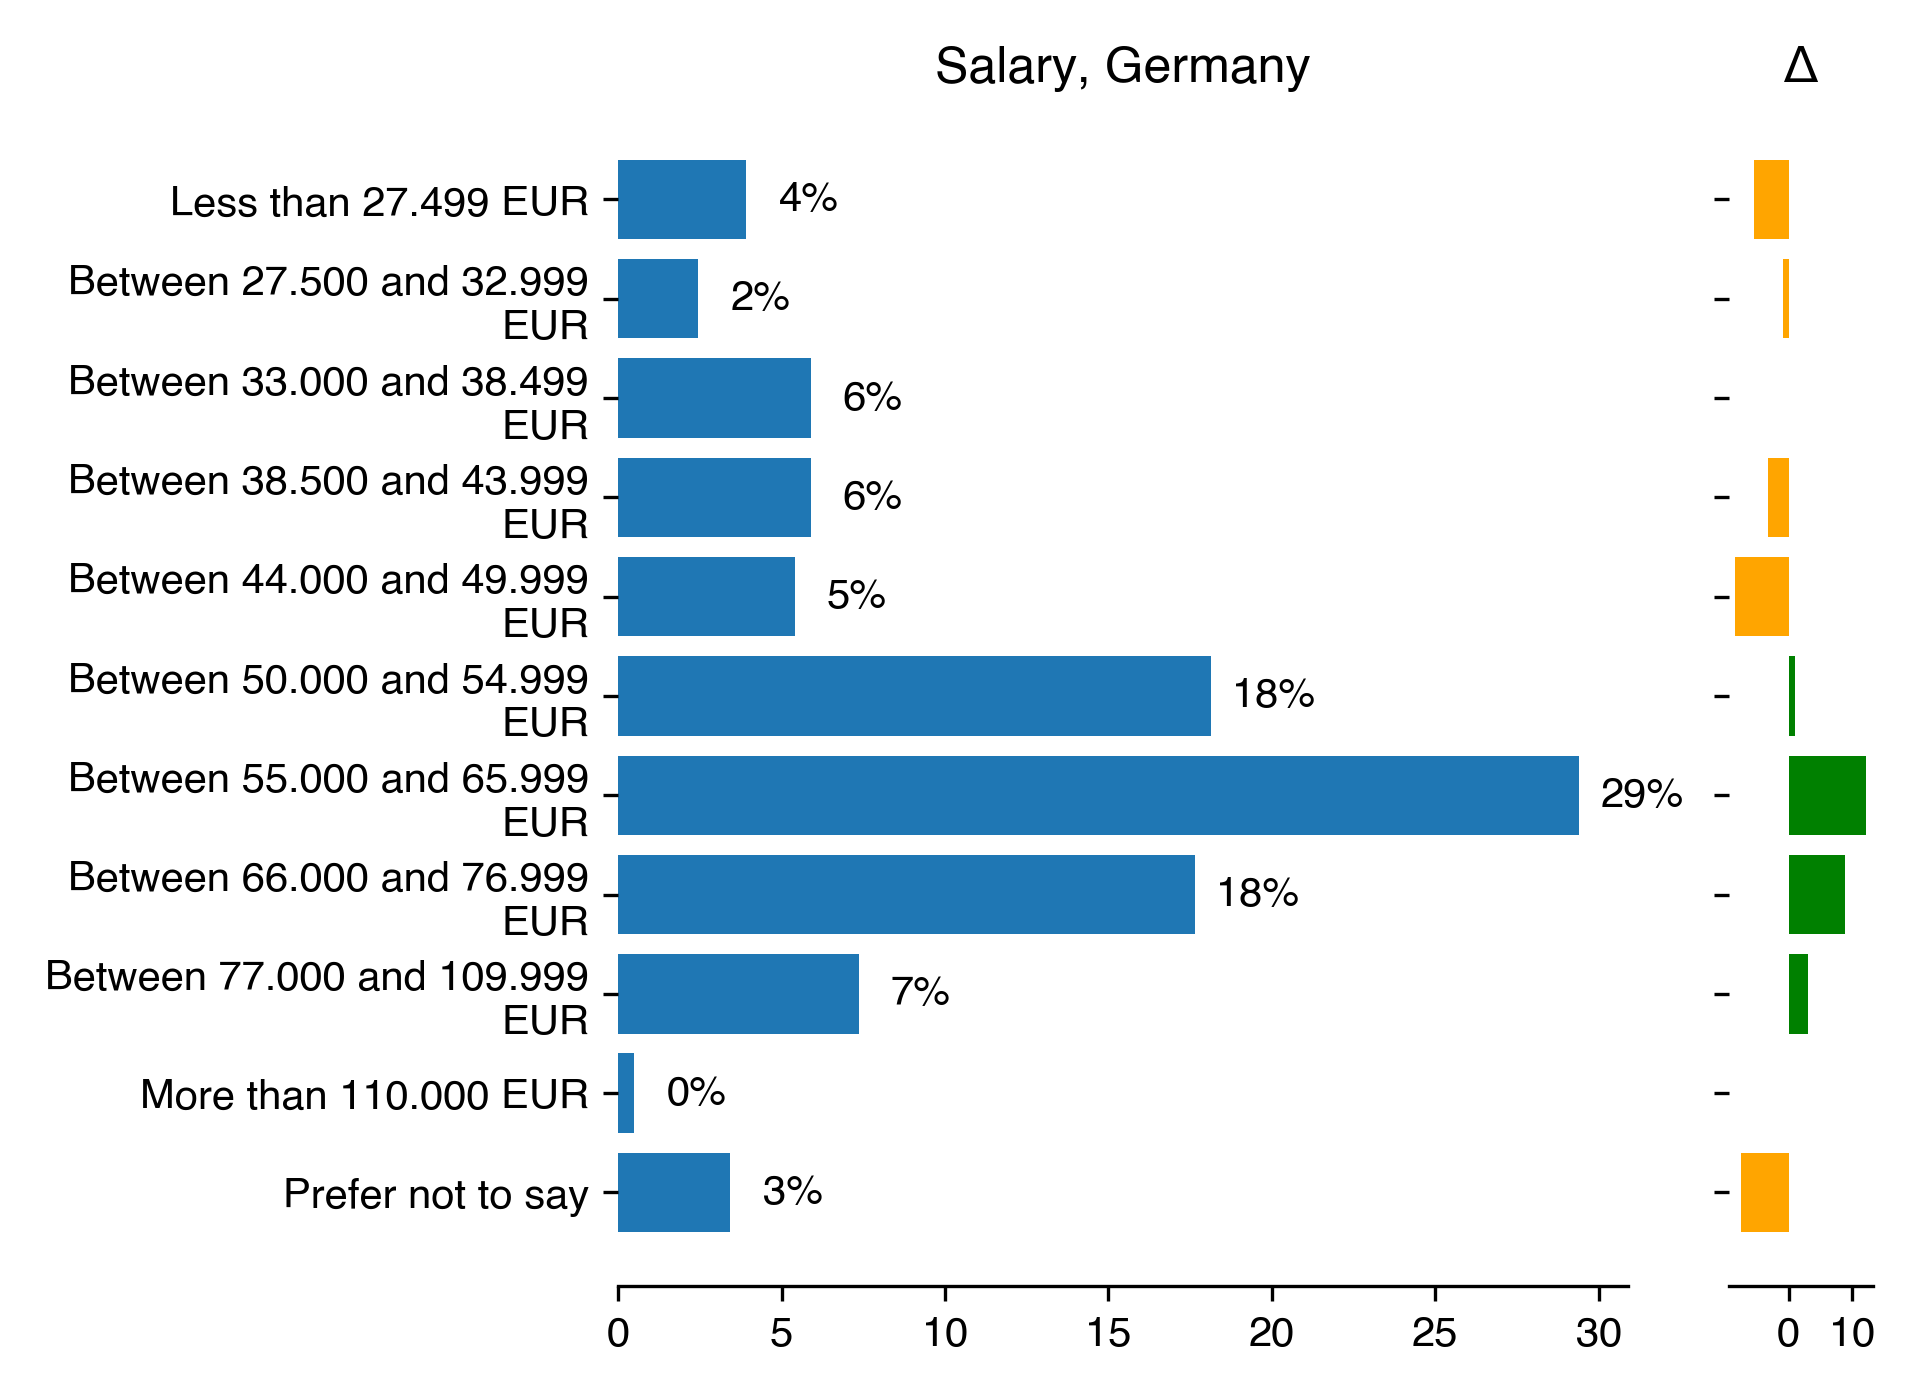 Salary, Germany
Δ
Less than 27.499 EUR
4%
Between 27.500 and 32.999
EUR
2%
Between 33.000 and 38.499
EUR
6%
Between 38.500 and 43.999
EUR
6%
Between 44.000 and 49.999
EUR
5%
Between 50.000 and 54.999
EUR
18%
Between 55.000 and 65.999
EUR
29%
Between 66.000 and 76.999
EUR
18%
Between 77.000 and 109.999
EUR
7%
More than 110.000 EUR
0%
Prefer not to say
3%
0 5 10 15 20 25 30
0 10